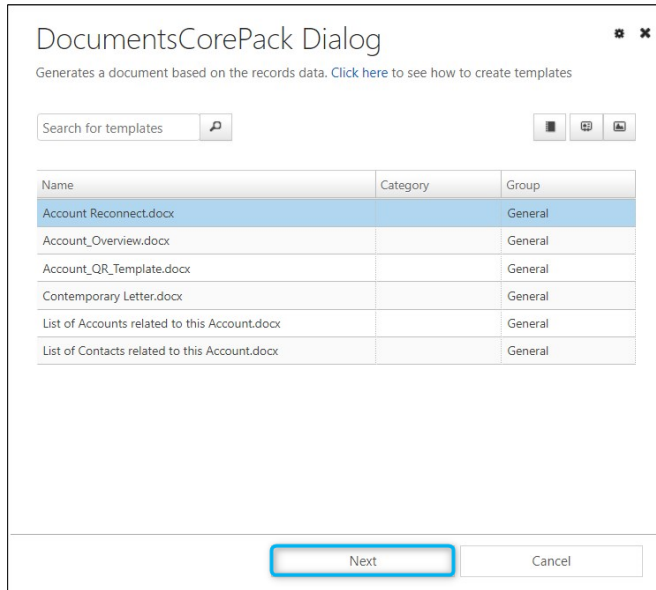 DocumentsCorePack Dialog
Generates a document based on the records data. Click here to see how to create templates
Search for templates
Name Category Group
Account Reconnect.docx General
Account_Overview.docx General
Account_QR_Template.docx General
Contemporary Letter.docx General
List of Accounts related to this Account.docx General
List of Contacts related to this Account.docx General
Next Cancel